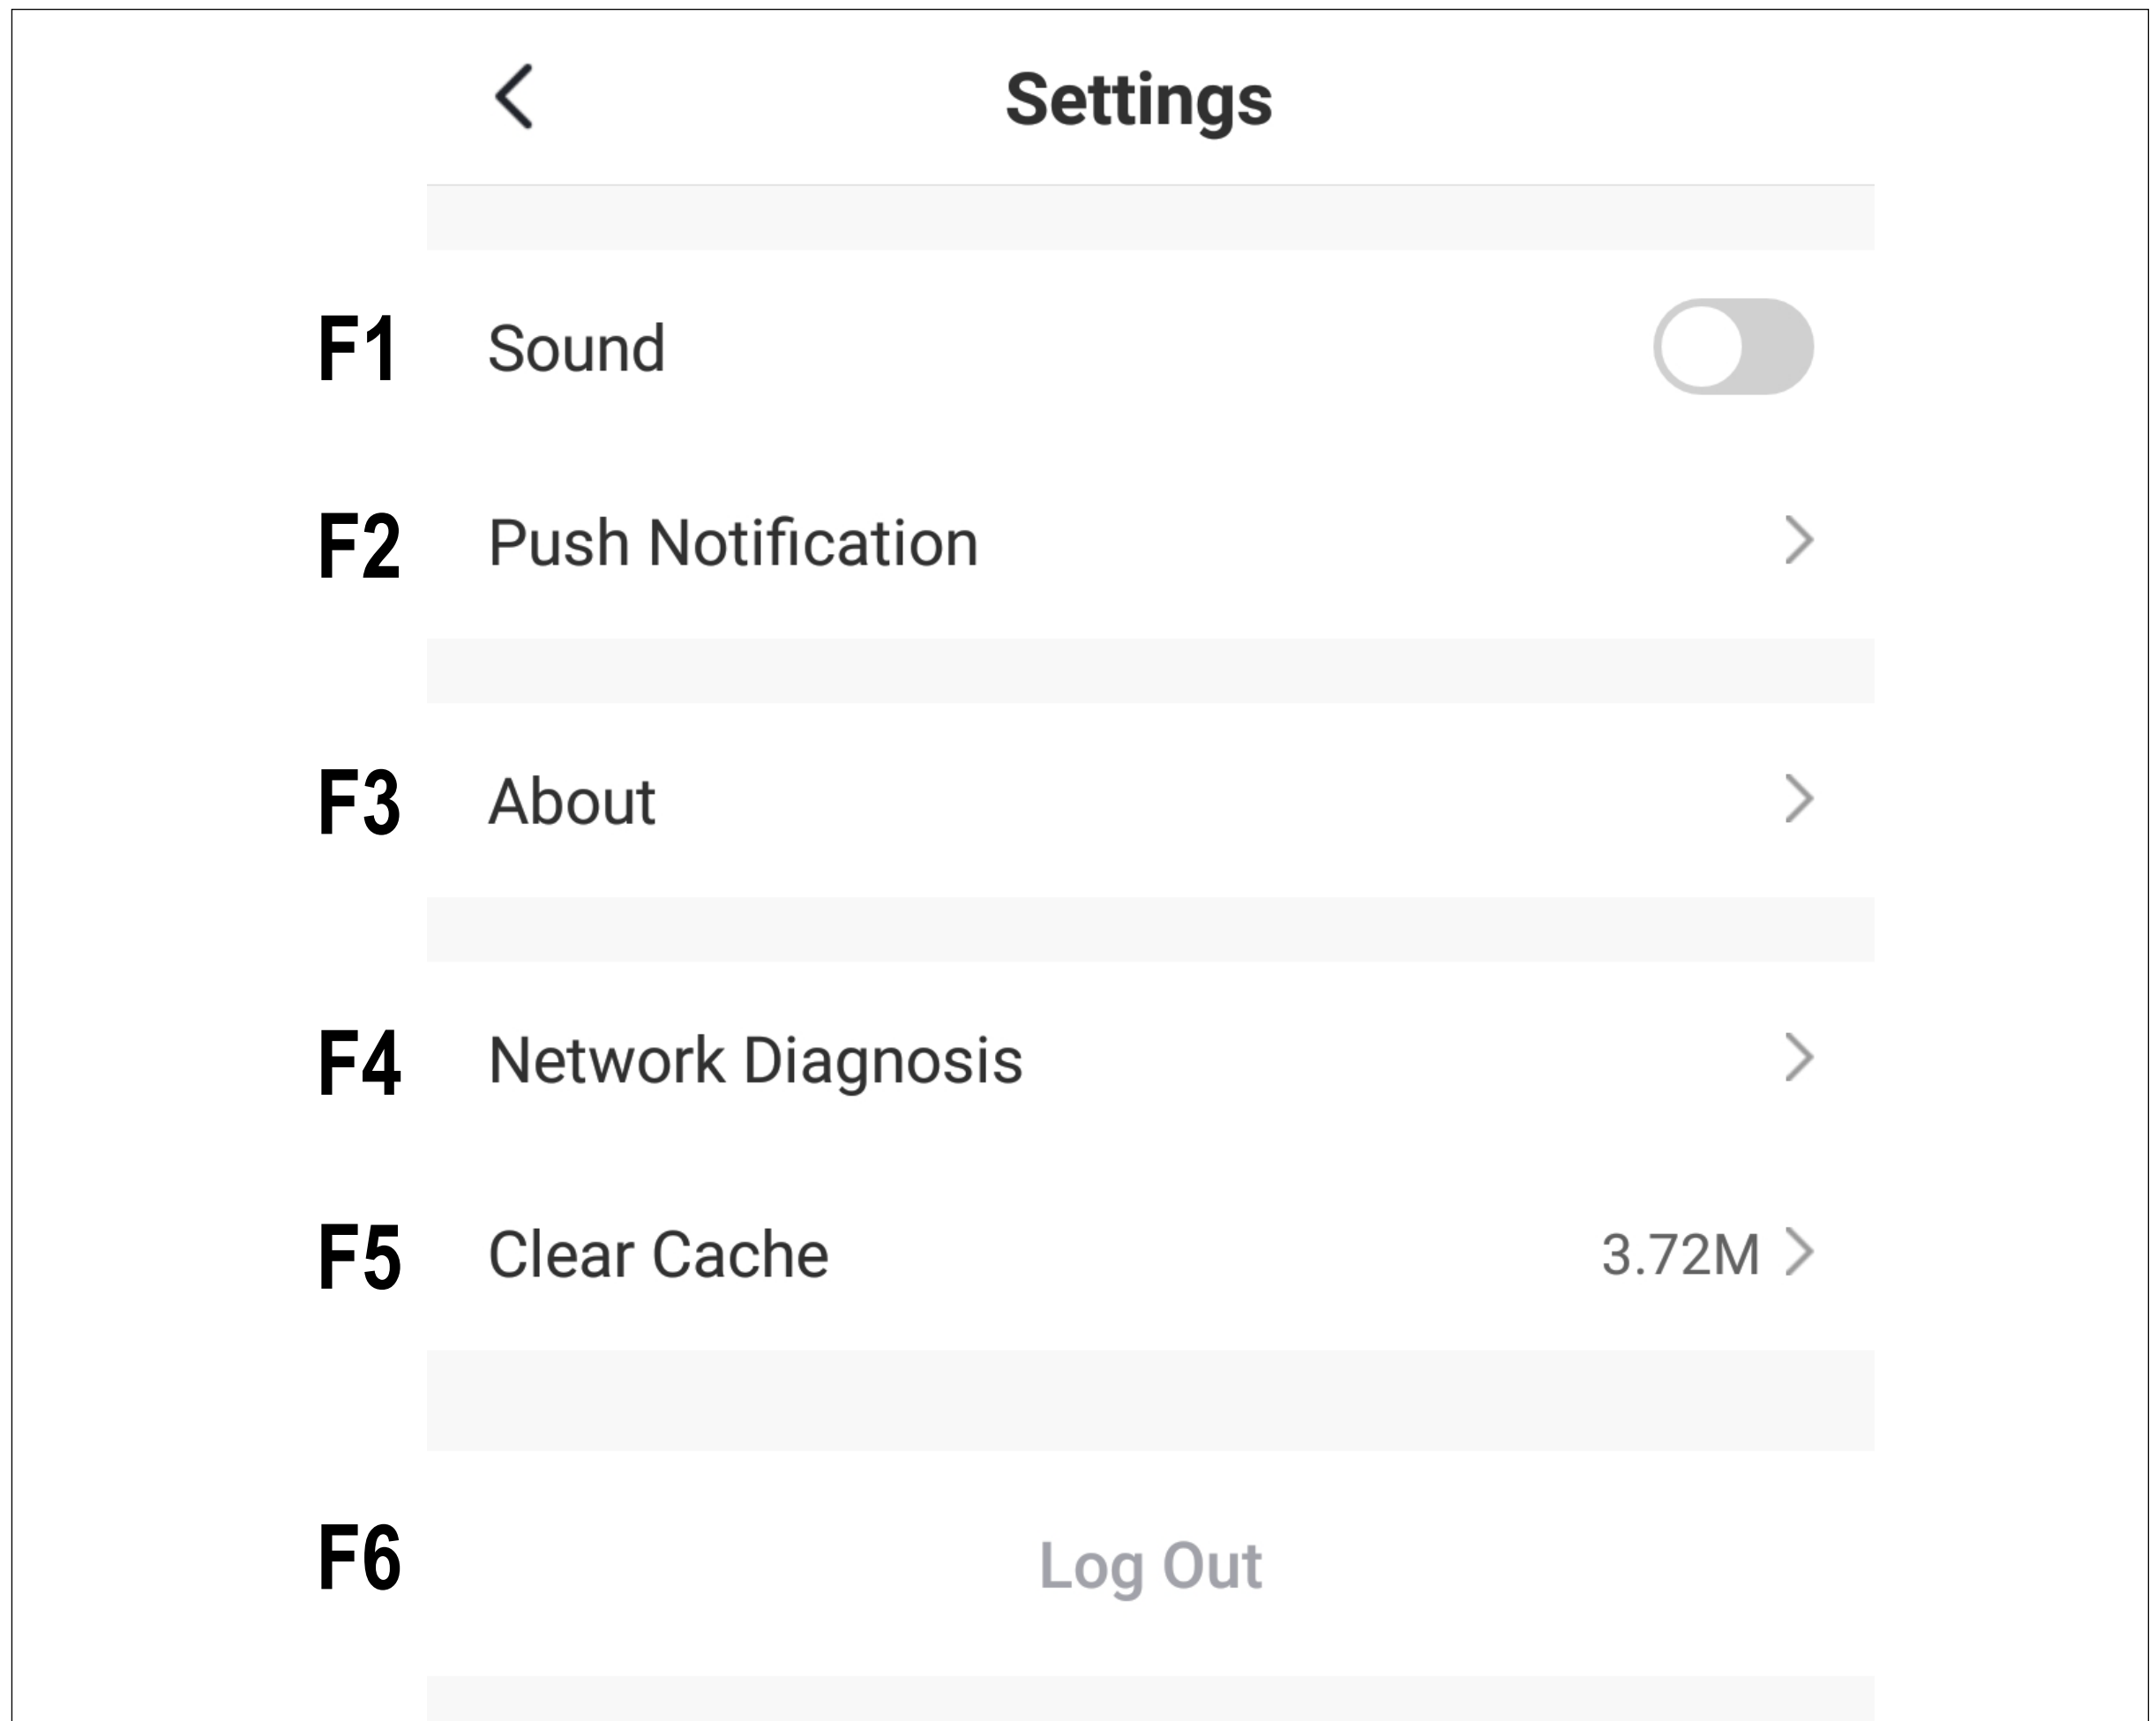 Settings
F1 Sound
F2 Push Notification
F3 About
F4 Network Diagnosis
F5 Clear Cache 3.72M
F6 Log Out